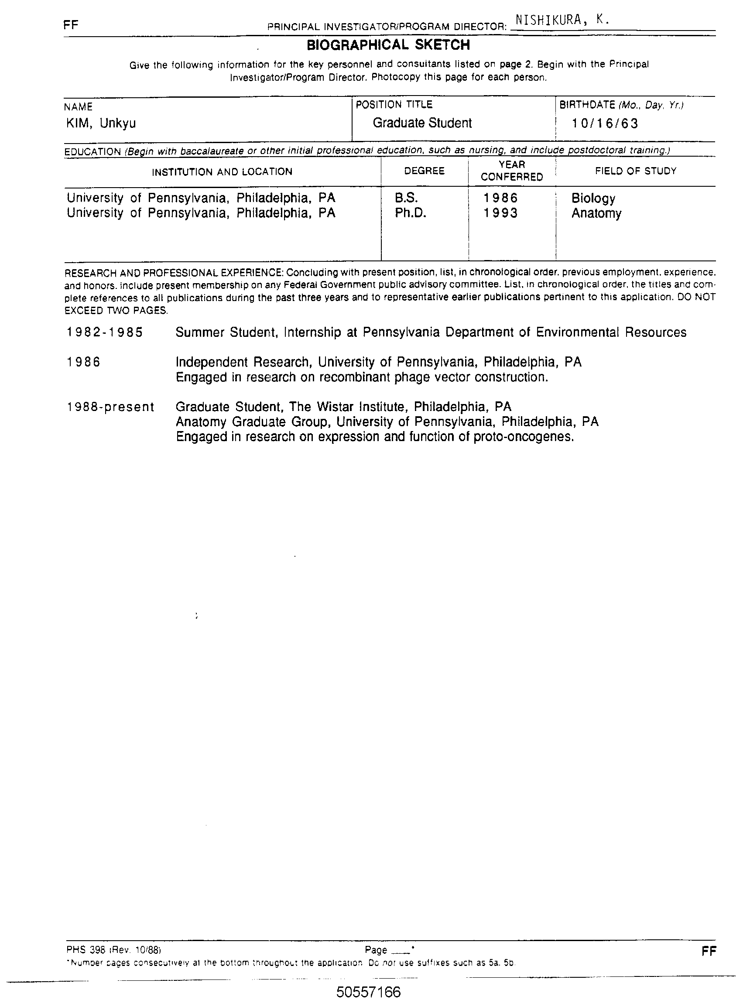 FF
PRINCIPAL INVESTIGATOR/PROGRAM DIRECTOR: NISHIKURA, K.
BIOGRAPHICAL SKETCH
Give the following information for the key personnel and consultants listed on page 2. Begin with the Principal
Investigator/Program Director. Photocopy this page for each person.
NAME POSITION TITLE BIRTHDATE (Mo., Day, Yr.)
KIM, Unkyu Graduate Student 10/16/63
EDUCATION (Begin with baccalaureate or other initial professional education, such as nursing, and include postdoctoral training.)
INSTITUTION AND LOCATION DEGREE YEAR CONFERRED FIELD OF STUDY
University of Pennsylvania, Philadelphia, PA B.S. 1986 Biology
University of Pennsylvania, Philadelphia, PA Ph.D. 1993 Anatomy
RESEARCH AND PROFESSIONAL EXPERIENCE: Concluding with present position, list, in chronological order, previous employment, experience,
and honors. Include present membership on any Federal Government public advisory committee. List, in chronological order, the titles and com-
plete references to all publications during the past three years and to representative earlier publications pertinent to this application. DO NOT
EXCEED TWO PAGES.
1982-1985 Summer Student, Internship at Pennsylvania Department of Environmental Resources
1986 Independent Research, University of Pennsylvania, Philadelphia, PA
Engaged in research on recombinant phage vector construction.
1988-present Graduate Student, The Wistar Institute, Philadelphia, PA
Anatomy Graduate Group, University of Pennsylvania, Philadelphia, PA
Engaged in research on expression and function of proto-oncogenes.
PHS 398 (Rev. 10/88) Page ___* FF
*Number pages consecutively at the bottom throughout the application. Do not use suffixes such as 5a, 5b.
50557166